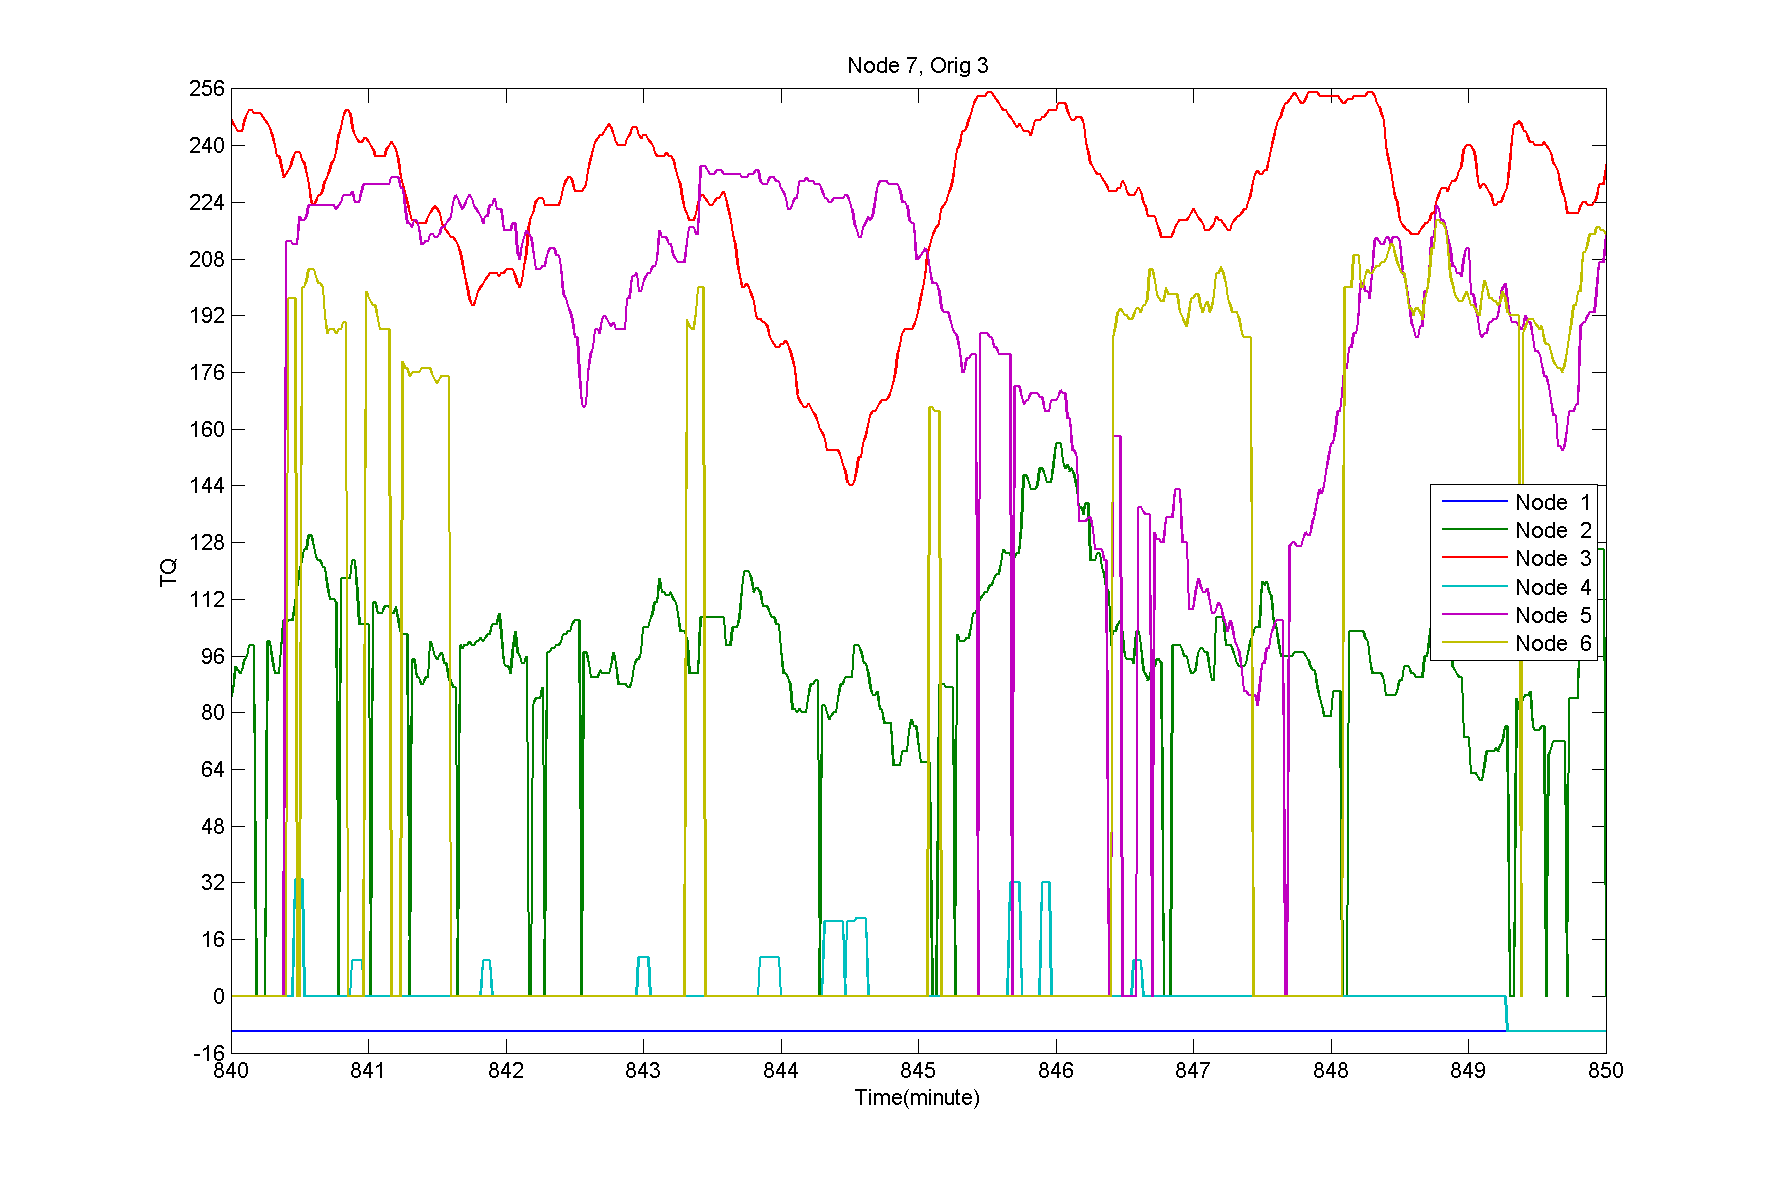 Node 7, Orig 3
256
240
224
208
192
176
160
144
128
112
96
80
64
48
32
16
0
-16
TQ
Node 1
Node 2
Node 3
Node 4
Node 5
Node 6
840 841 842 843 844 845 846 847 848 849 850
Time(minute)